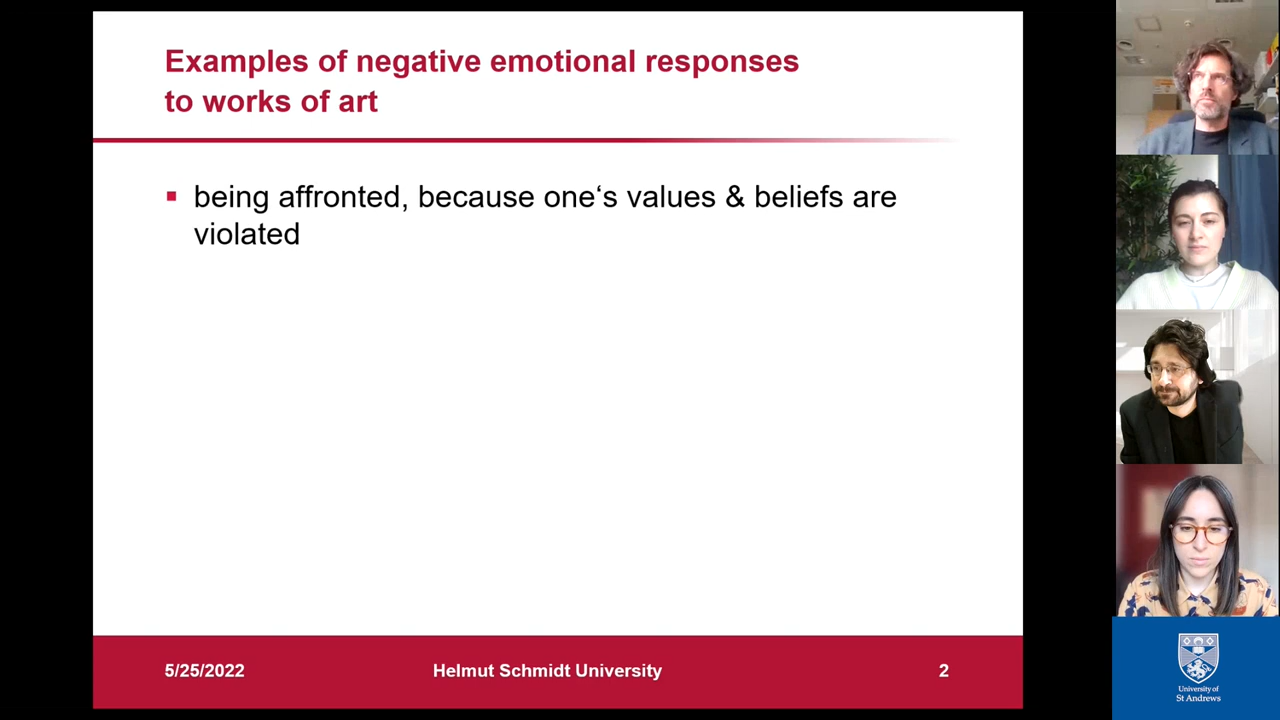 Examples of negative emotional responses
to works of art
▪ being affronted, because one‘s values & beliefs are
violated
5/25/2022 Helmut Schmidt University 2
University of
St Andrews